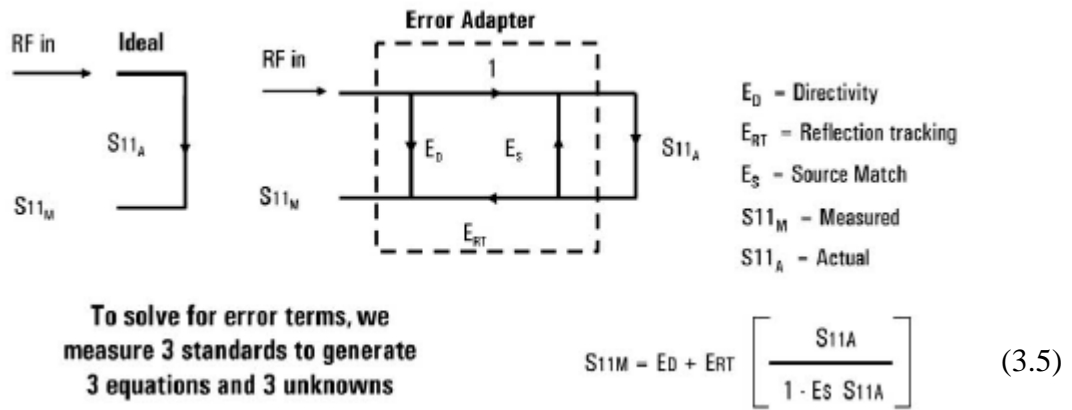 Error Adapter
RF in
Ideal
RF in
1
S11A
S11M
ED
ES
S11A
S11M
ERT
ED = Directivity
ERT = Reflection tracking
ES = Source Match
S11M = Measured
S11A = Actual
To solve for error terms, we
measure 3 standards to generate
3 equations and 3 unknowns
S11M = ED + ERT [ S11A / 1 - ES S11A ] (3.5)